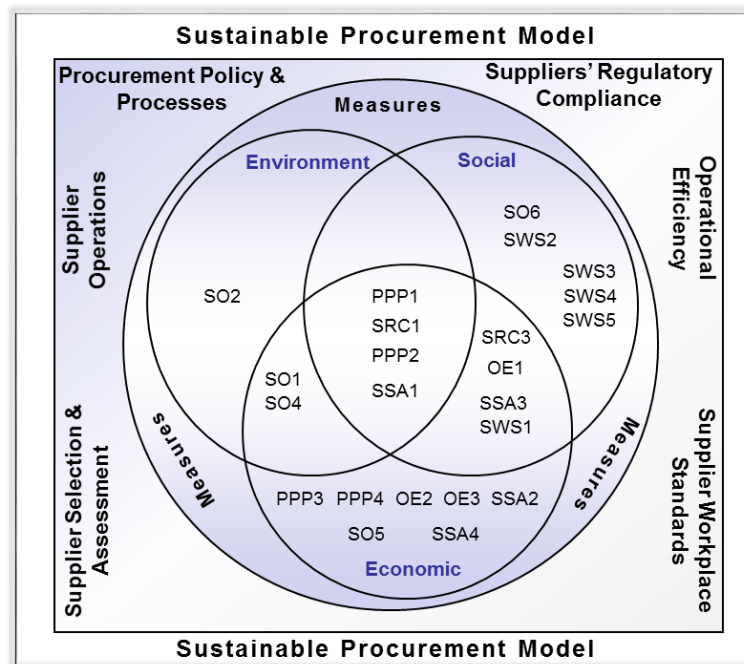 Sustainable Procurement Model
Procurement Policy &
Processes
Suppliers' Regulatory
Compliance
Measures
Environment
Social
Supplier
Operations
Operational
Efficiency
SO6
SWS2
SWS3
SWS4
SWS5
SO2
PPP1
SRC1
PPP2
SSA1
SRC3
OE1
SSA3
SWS1
SO1
SO4
Measures
Measures
Supplier Selection &
Assessment
Supplier Workplace
Standards
PPP3 PPP4 OE2 OE3 SSA2
SO5 SSA4
Economic
Sustainable Procurement Model